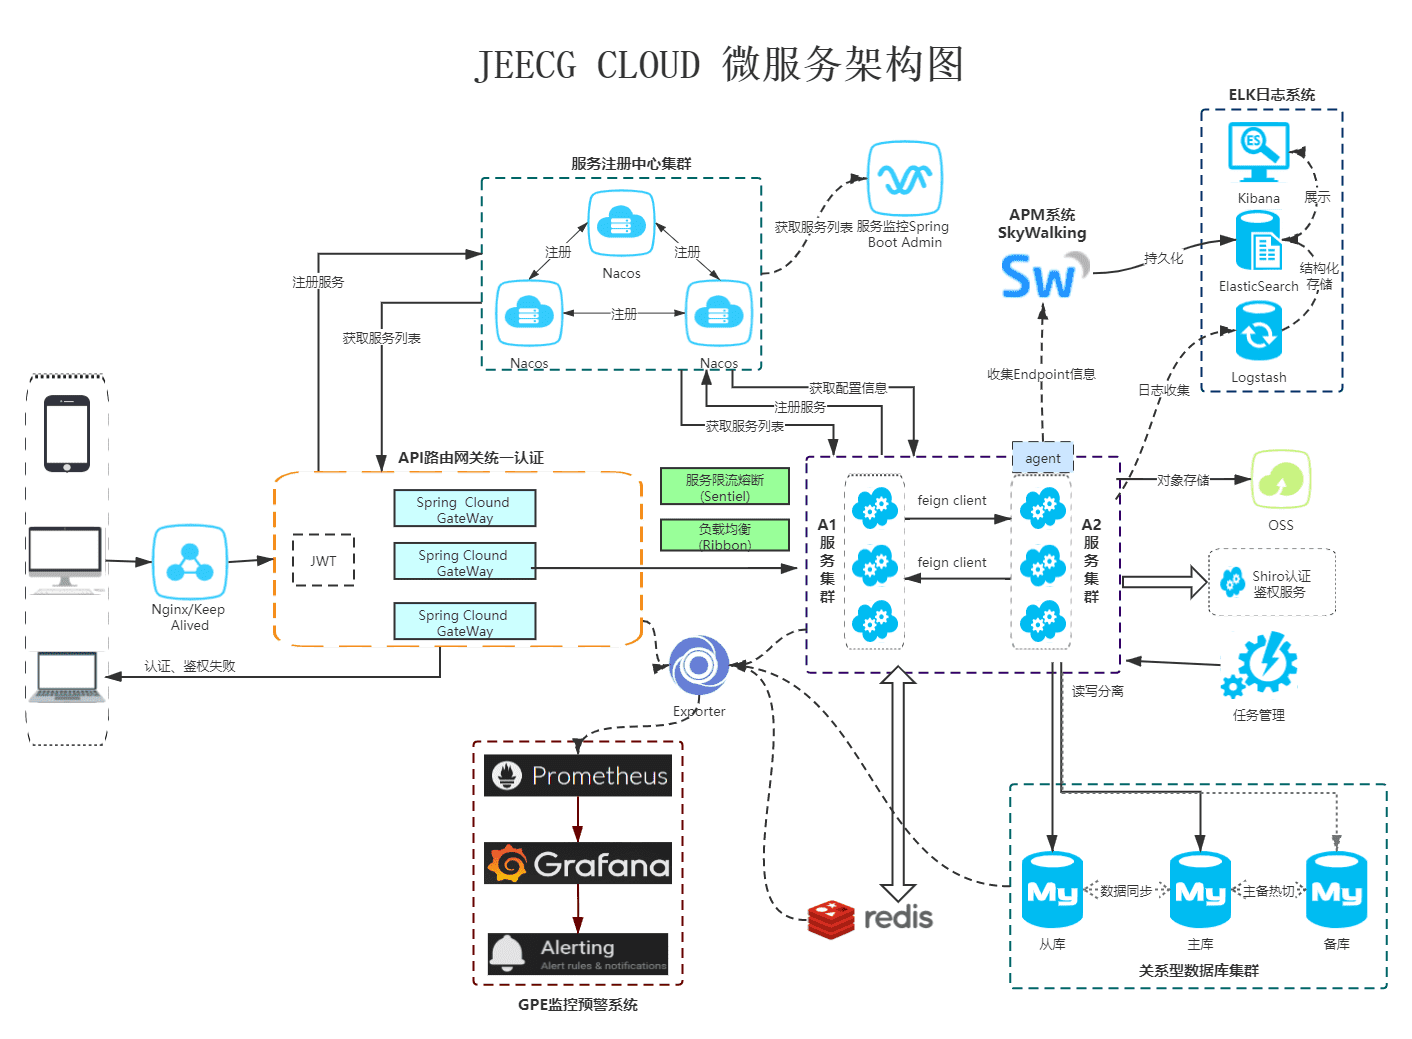 JEECG CLOUD 微服务架构图
ELK日志系统
服务注册中心集群
Kibana
展示
APM系统
SkyWalking
获取服务列表
服务监控Spring
Boot Admin
注册
注册
Nacos
Sw
持久化
结构化
存储
ElasticSearch
注册服务
注册
获取服务列表
Nacos
Nacos
收集Endpoint信息
Logstash
日志收集
获取配置信息
注册服务
获取服务列表
API路由网关统一认证
agent
服务限流熔断
(Sentiel)
对象存储
Spring Clound
GateWay
feign client
OSS
A1
服
务
集
群
A2
服
务
集
群
负载均衡
(Ribbon)
JWT
Spring Clound
GateWay
feign client
Shiro认证
鉴权服务
Nginx/Keep
Alived
Spring Clound
GateWay
认证、鉴权失败
读写分离
Exporter
任务管理
Prometheus
Grafana
Alerting
Alert rules & notifications
GPE监控预警系统
redis
My
数据同步
My
主备热切
My
从库
主库
备库
关系型数据库集群
ES